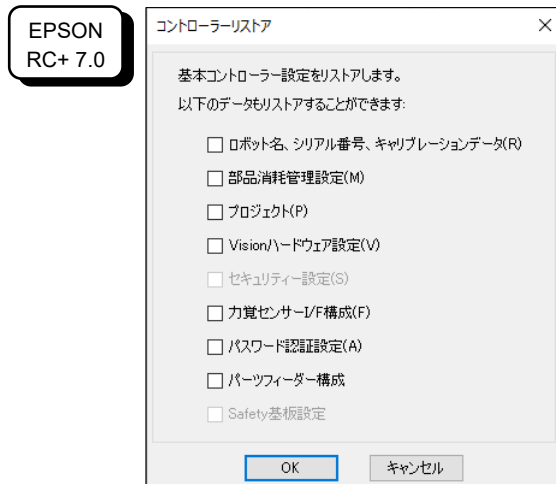 EPSON
RC+ 7.0
コントローラーリストア
基本コントローラー設定をリストアします。
以下のデータもリストアすることができます:
ロボット名、シリアル番号、キャリブレーションデータ(R)
部品消耗管理設定(M)
プロジェクト(P)
Visionハードウェア設定(V)
セキュリティー設定(S)
力覚センサーI/F構成(F)
パスワード認証設定(A)
パーツフィーダー構成
Safety基板設定
OK
キャンセル